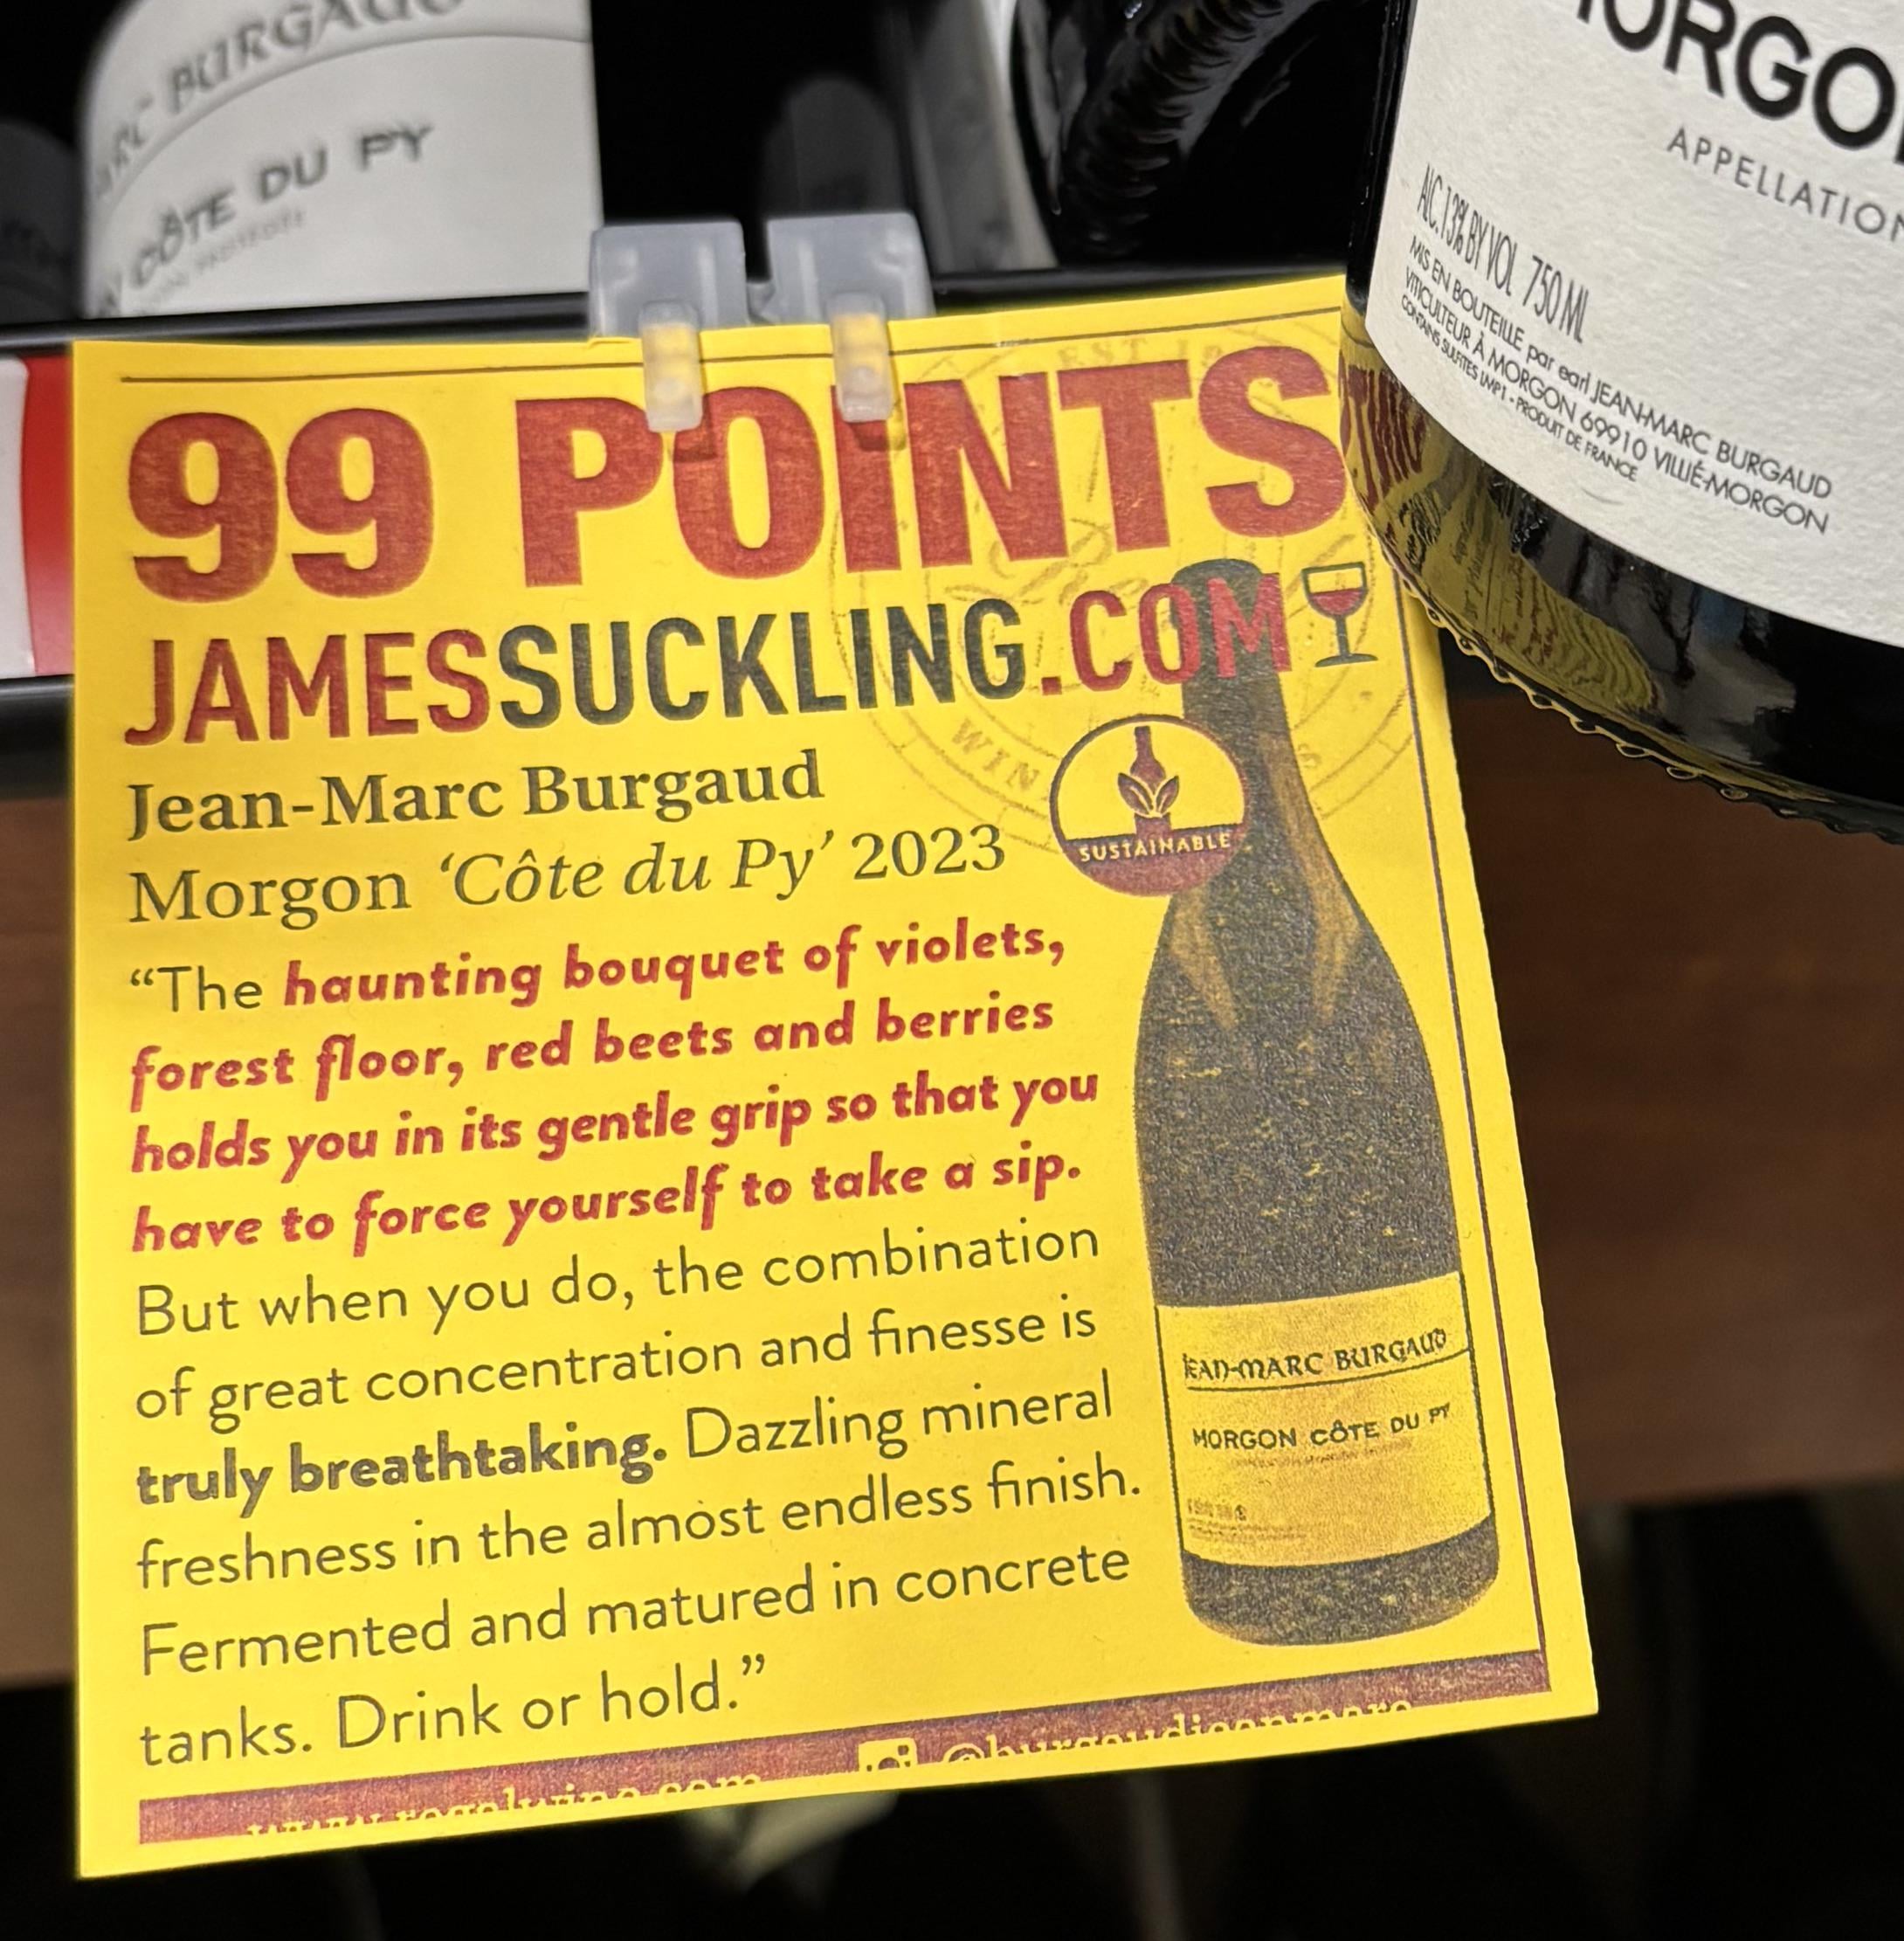 MARC BURGAUD
CÔTE DU PY
MORGON
APPELLATION
ALC. 13% BY VOL 750 ML
MIS EN BOUTEILLE par earl JEAN-MARC BURGAUD
VITICULTEUR À MORGON 69910 VILLIÉ-MORGON
CONTAINS SULFITES LMP1 - PRODUIT DE FRANCE
99 POINTS
JAMESSUCKLING.COM
Jean-Marc Burgaud
Morgon ‘Côte du Py’ 2023
SUSTAINABLE
“The haunting bouquet of violets,
forest floor, red beets and berries
holds you in its gentle grip so that you
have to force yourself to take a sip.
But when you do, the combination
of great concentration and finesse is
truly breathtaking. Dazzling mineral
freshness in the almost endless finish.
Fermented and matured in concrete
tanks. Drink or hold.”
JEAN-MARC BURGAUD
MORGON CÔTE DU PY
@burgaudjeanmarc